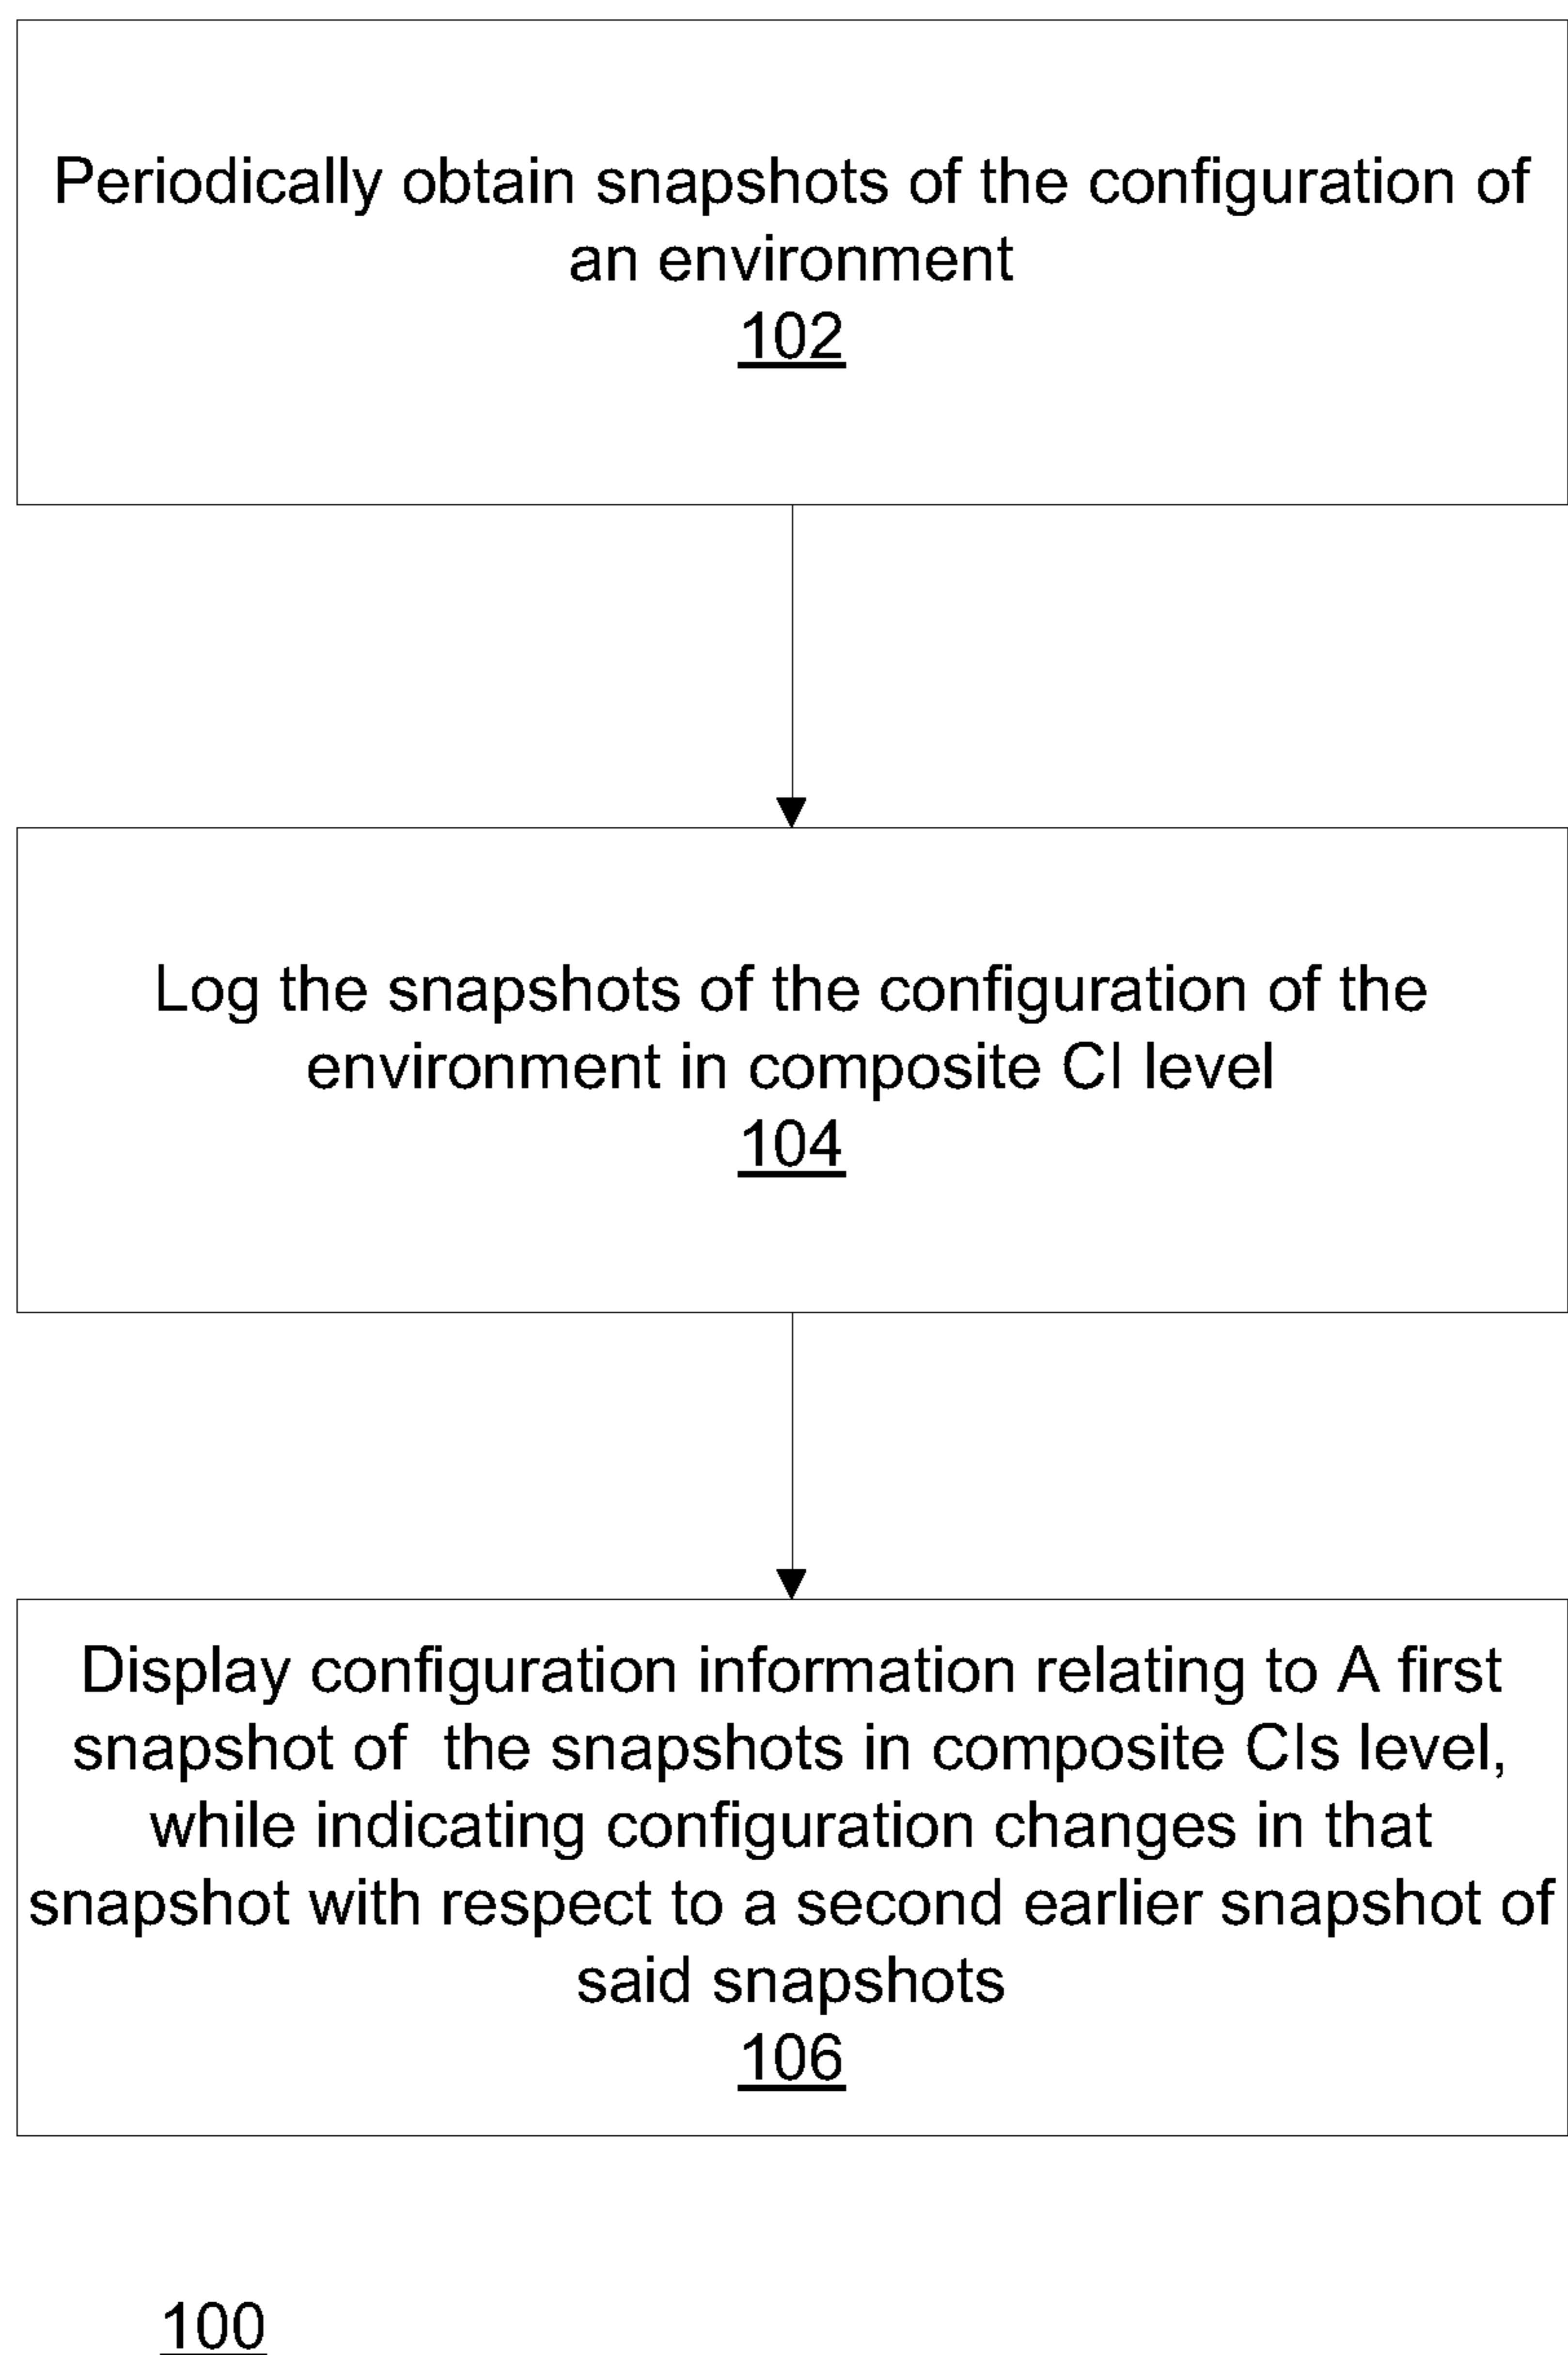 Periodically obtain snapshots of the configuration of
an environment
102
Log the snapshots of the configuration of the
environment in composite CI level
104
Display configuration information relating to A first
snapshot of the snapshots in composite CIs level,
while indicating configuration changes in that
snapshot with respect to a second earlier snapshot of
said snapshots
106
100